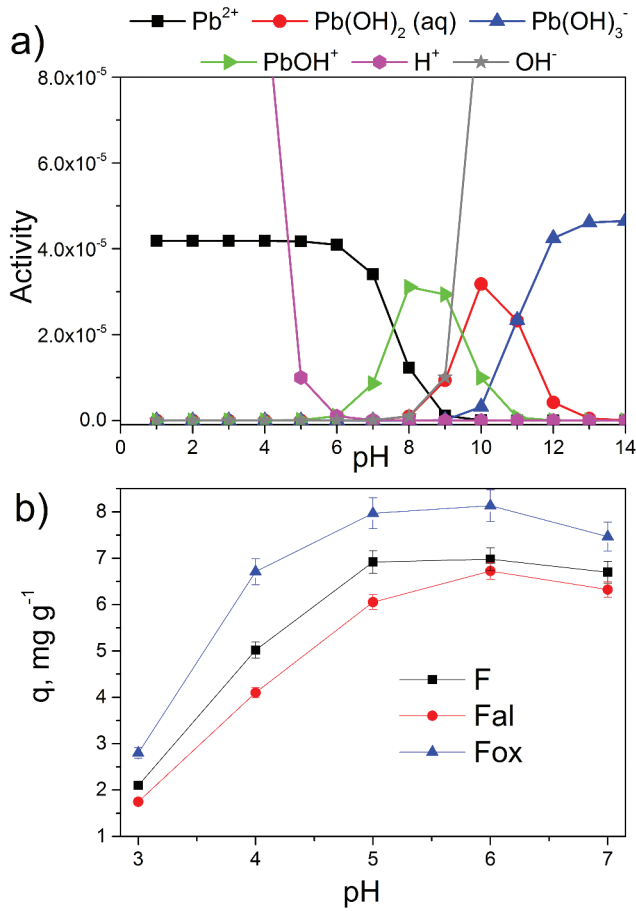 a)
Pb²⁺ Pb(OH)₂ (aq) Pb(OH)₃⁻
PbOH⁺ H⁺ OH⁻
8.0x10⁻⁵
6.0x10⁻⁵
4.0x10⁻⁵
2.0x10⁻⁵
0.0
Activity
0 2 4 6 8 10 12 14
pH
b)
8
7
6
5
4
3
2
1
q, mg g⁻¹
F
Fal
Fox
3 4 5 6 7
pH